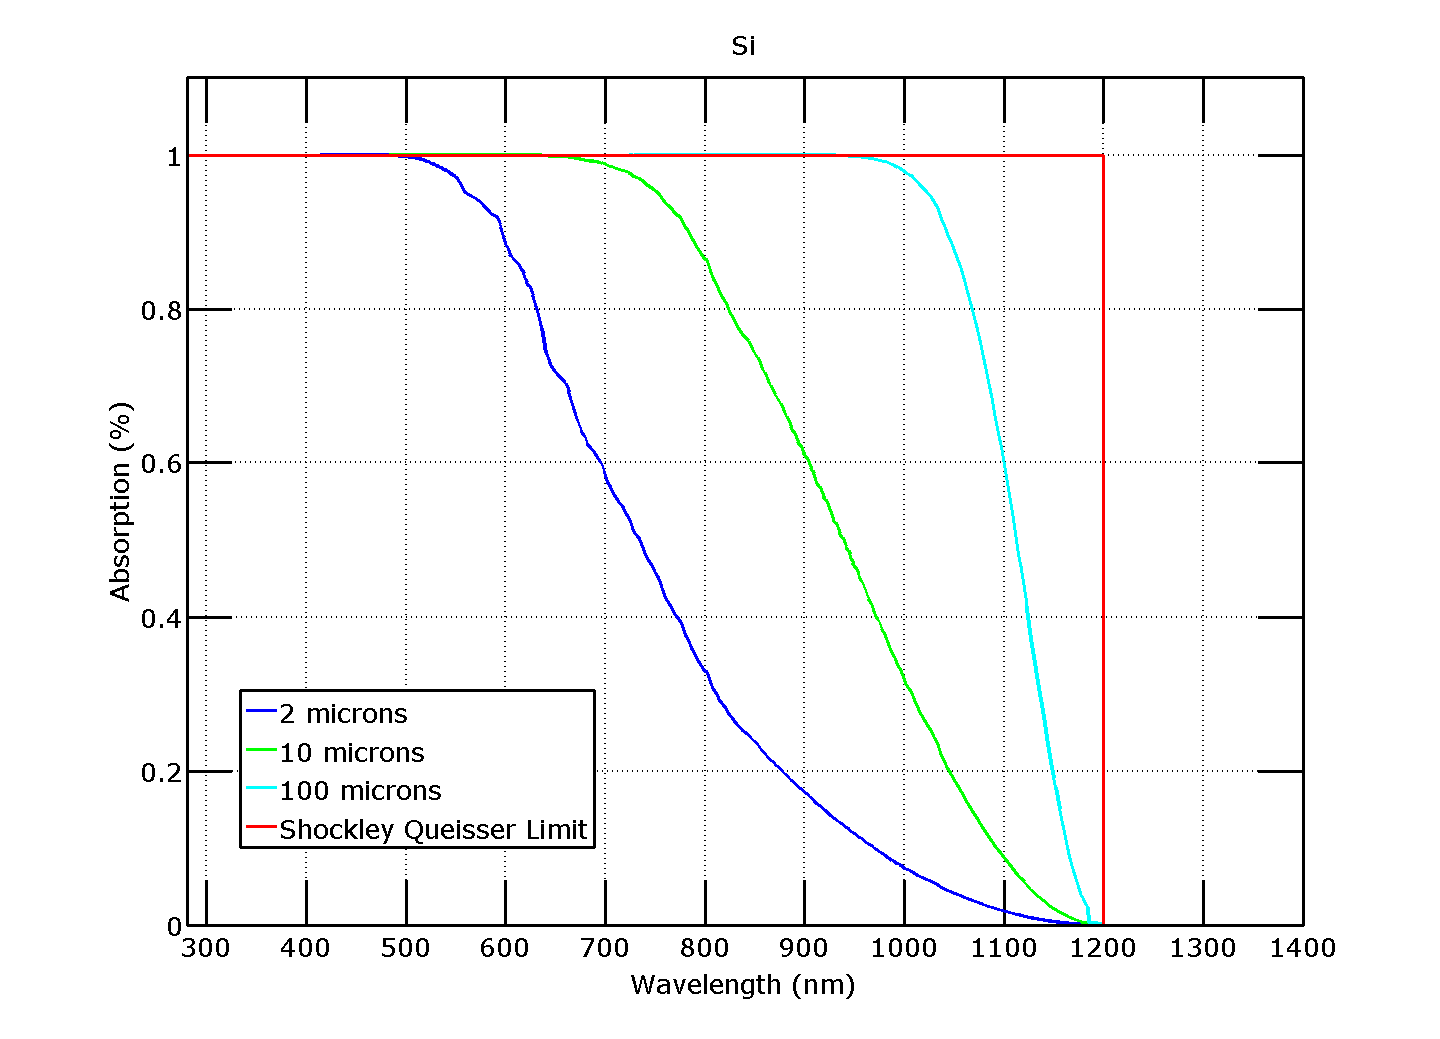 Si
1
0.8
0.6
0.4
0.2
0
Absorption (%)
2 microns
10 microns
100 microns
Shockley Queisser Limit
300 400 500 600 700 800 900 1000 1100 1200 1300 1400
Wavelength (nm)